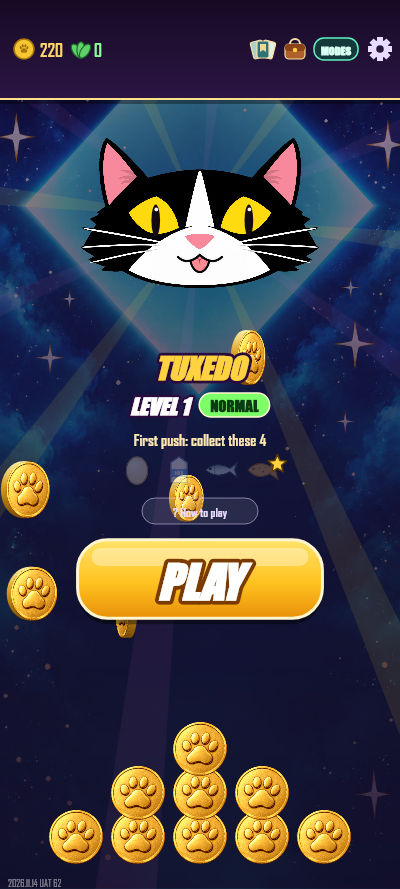 220
0
MODES
TUXEDO
LEVEL 1 NORMAL
First push: collect these 4
? How to play
PLAY
2026.11.14 UAT 62